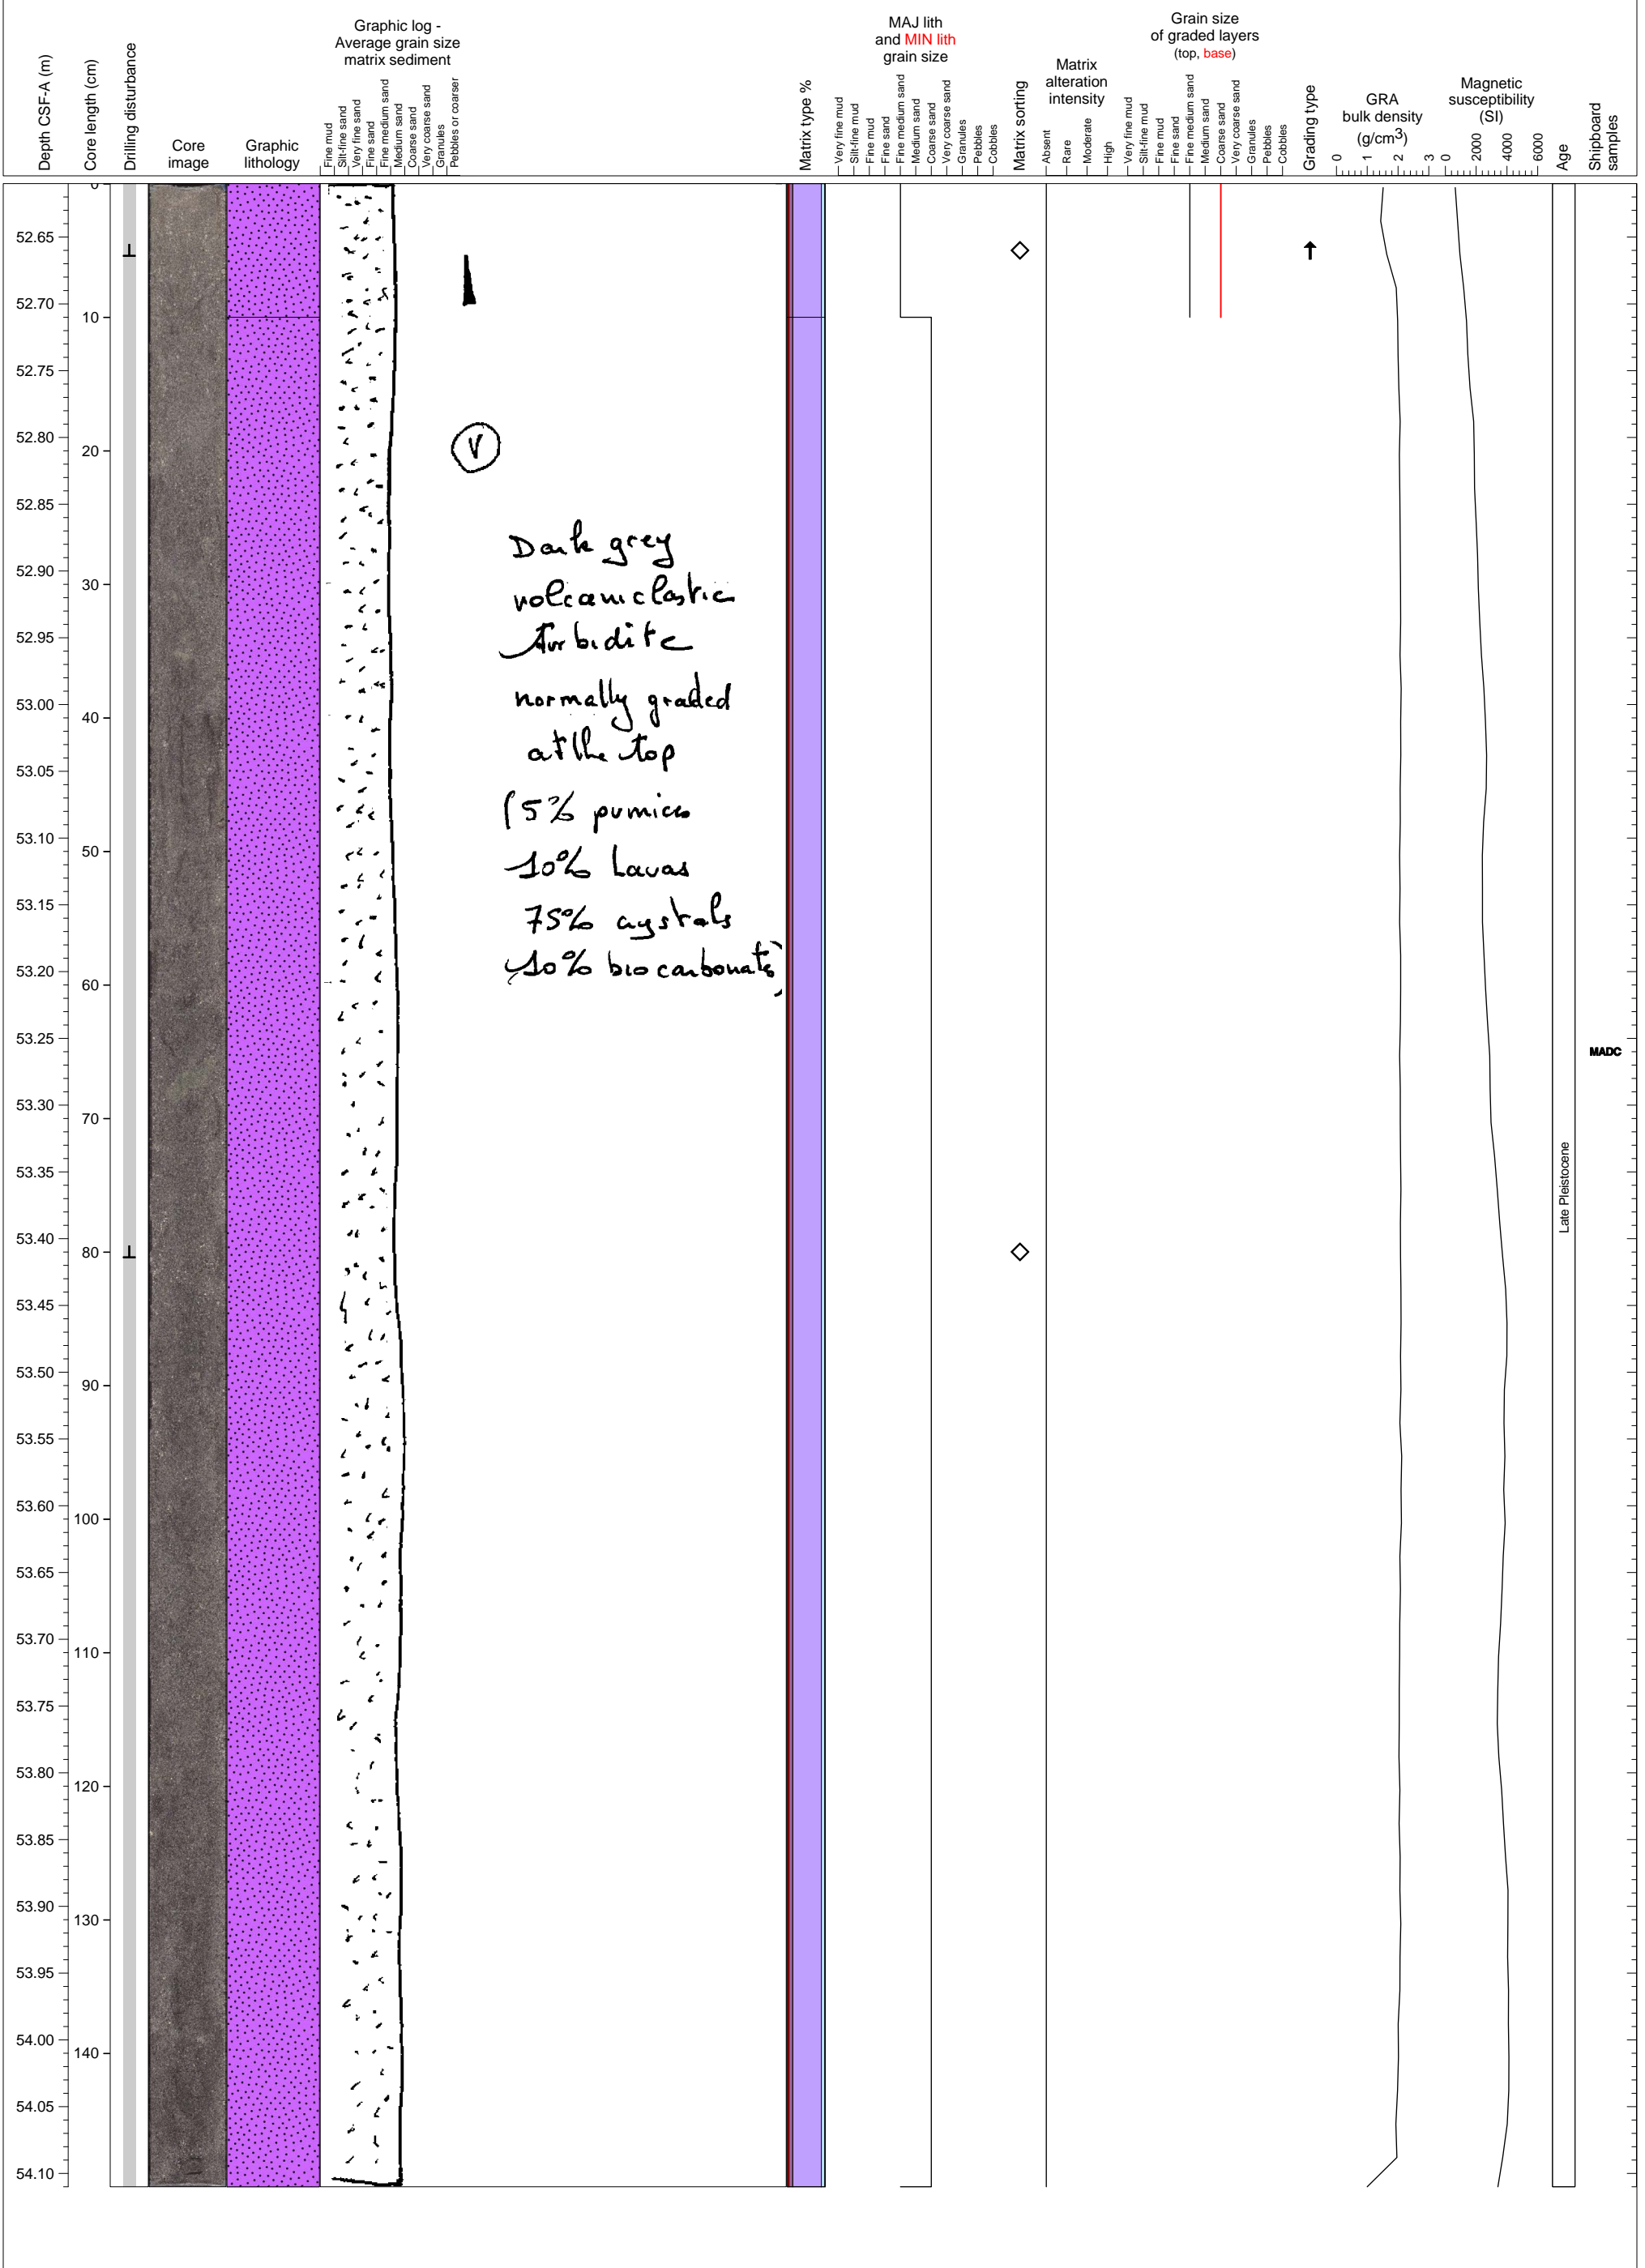 Graphic log -
Average grain size
matrix sediment
MAJ lith
and MIN lith
grain size
Matrix
alteration
intensity
Grain size
of graded layers
(top, base)
GRA
bulk density
(g/cm3)
Magnetic
susceptibility
(SI)
Depth CSF-A (m)
Core length (cm)
Drilling disturbance
Core
image
Graphic
lithology
Fine mud
Silt-fine sand
Very fine sand
Fine sand
Fine medium sand
Medium sand
Coarse sand
Very coarse sand
Granules
Pebbles or coarser
Matrix type %
Very fine mud
Silt-fine mud
Fine mud
Fine sand
Fine medium sand
Medium sand
Coarse sand
Very coarse sand
Granules
Pebbles
Cobbles
Matrix sorting
Absent
Rare
Moderate
High
Very fine mud
Silt-fine mud
Fine mud
Fine sand
Fine medium sand
Medium sand
Coarse sand
Very coarse sand
Granules
Pebbles
Cobbles
Grading type
0
1
2
3
0
2000
4000
6000
Age
Shipboard
samples
0
52.65
52.70
10
52.75
52.80
20
V
52.85
Dark grey
52.90
30
volcaniclastic
52.95
turbidite
53.00
normally graded
40
at the top
53.05
(5% pumices
53.10
50
10% Lavas
53.15
75% crystals
53.20
10% biocarbonate)
60
53.25
MADC
53.30
70
53.35
Late Pleistocene
53.40
80
53.45
53.50
90
53.55
53.60
100
53.65
53.70
110
53.75
53.80
120
53.85
53.90
130
53.95
54.00
140
54.05
54.10